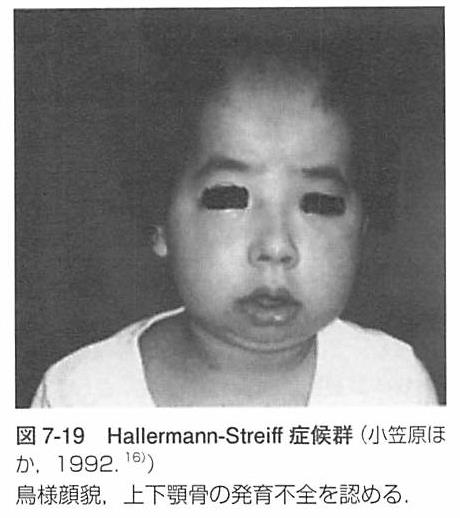 図 7-19 Hallermann-Streiff 症候群(小笠原ほ
か, 1992. 16))
鳥様顔貌, 上下顎骨の発育不全を認める.